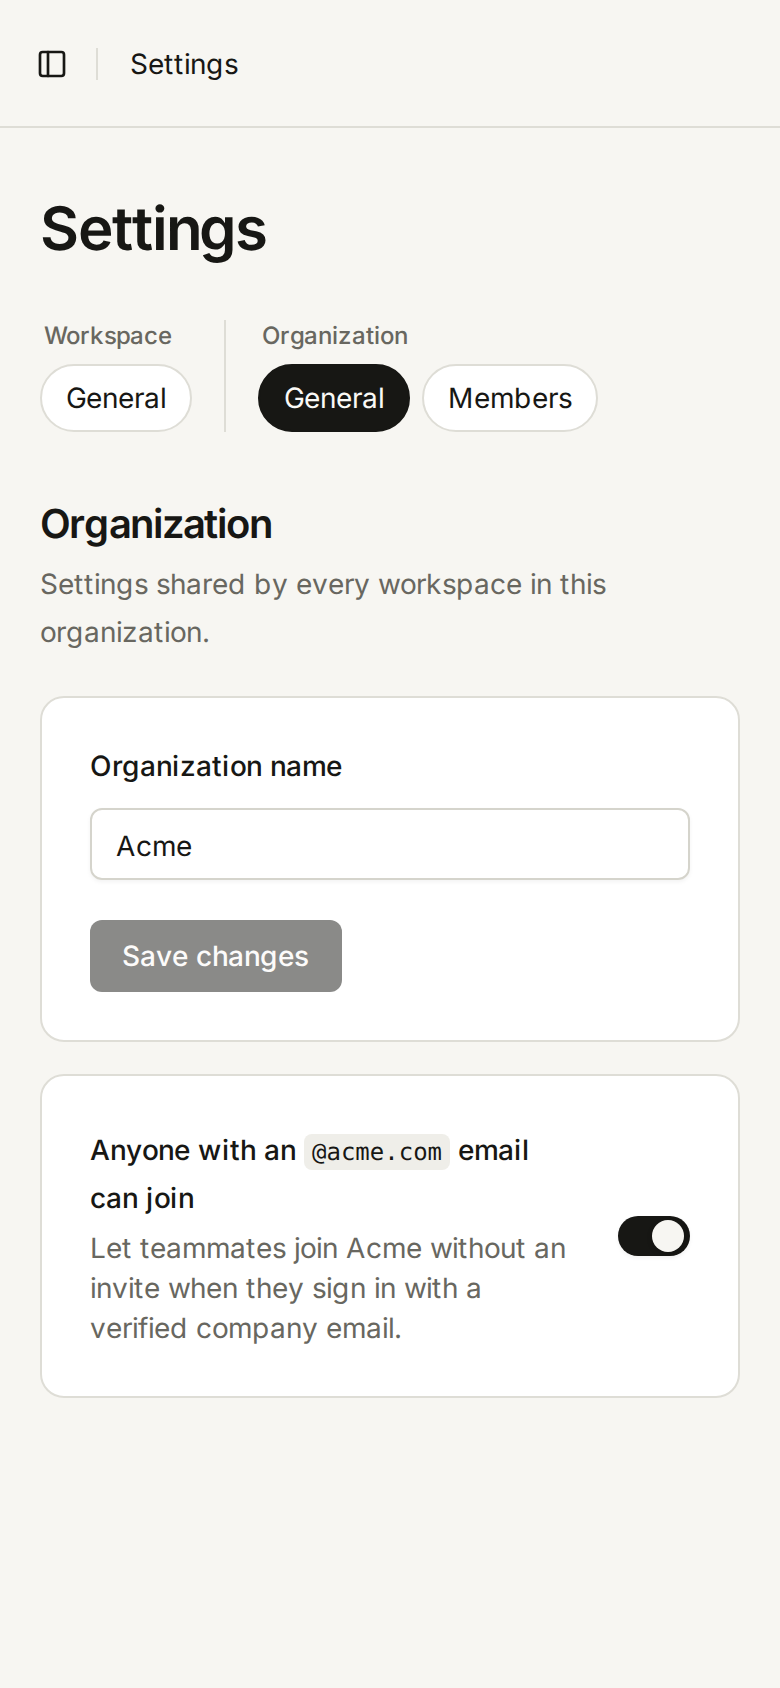 Settings
Settings
Workspace
Organization
General
General
Members
Organization
Settings shared by every workspace in this
organization.
Organization name
Acme
Save changes
Anyone with an @acme.com email
can join
Let teammates join Acme without an
invite when they sign in with a
verified company email.